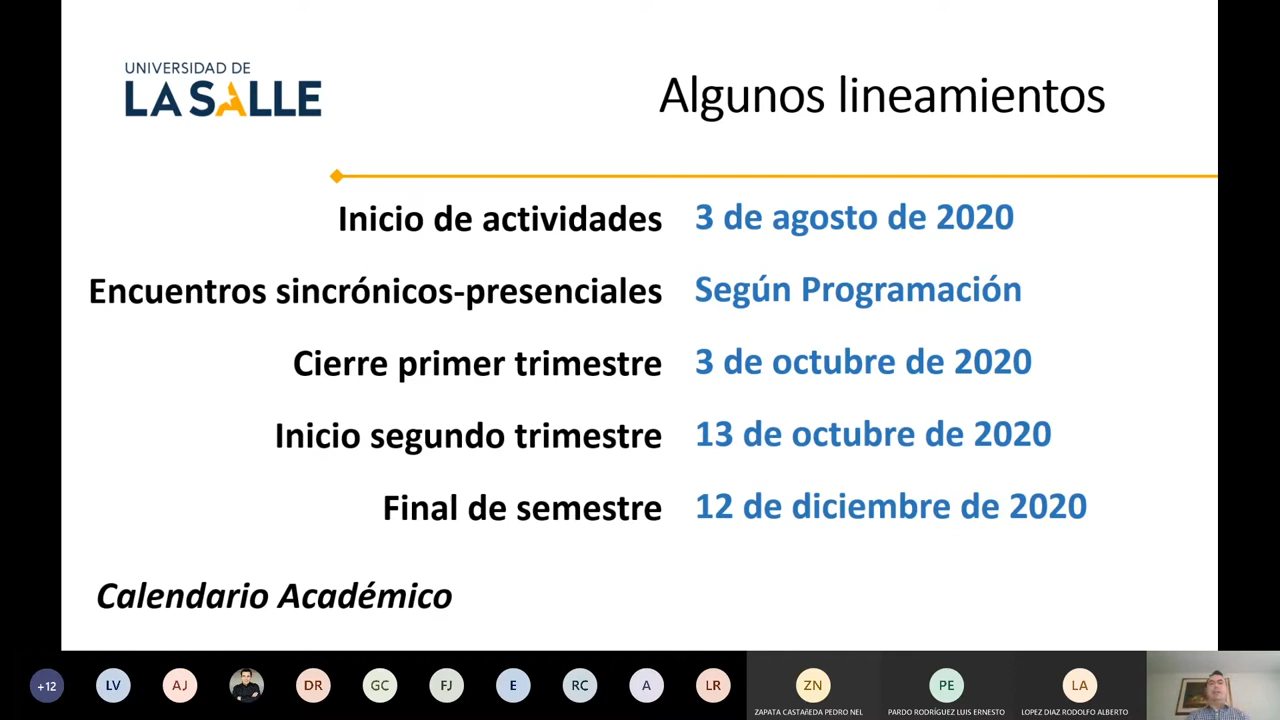 UNIVERSIDAD DE
LA SALLE
Algunos lineamientos
Inicio de actividades 3 de agosto de 2020
Encuentros sincrónicos-presenciales Según Programación
Cierre primer trimestre 3 de octubre de 2020
Inicio segundo trimestre 13 de octubre de 2020
Final de semestre 12 de diciembre de 2020
Calendario Académico
+12 LV AJ DR GC FJ E RC A LR ZN PE LA
ZAPATA CASTAñEDA PEDRO NEL PARDO RODRÍGUEZ LUIS ERNESTO LOPEZ DIAZ RODOLFO ALBERTO